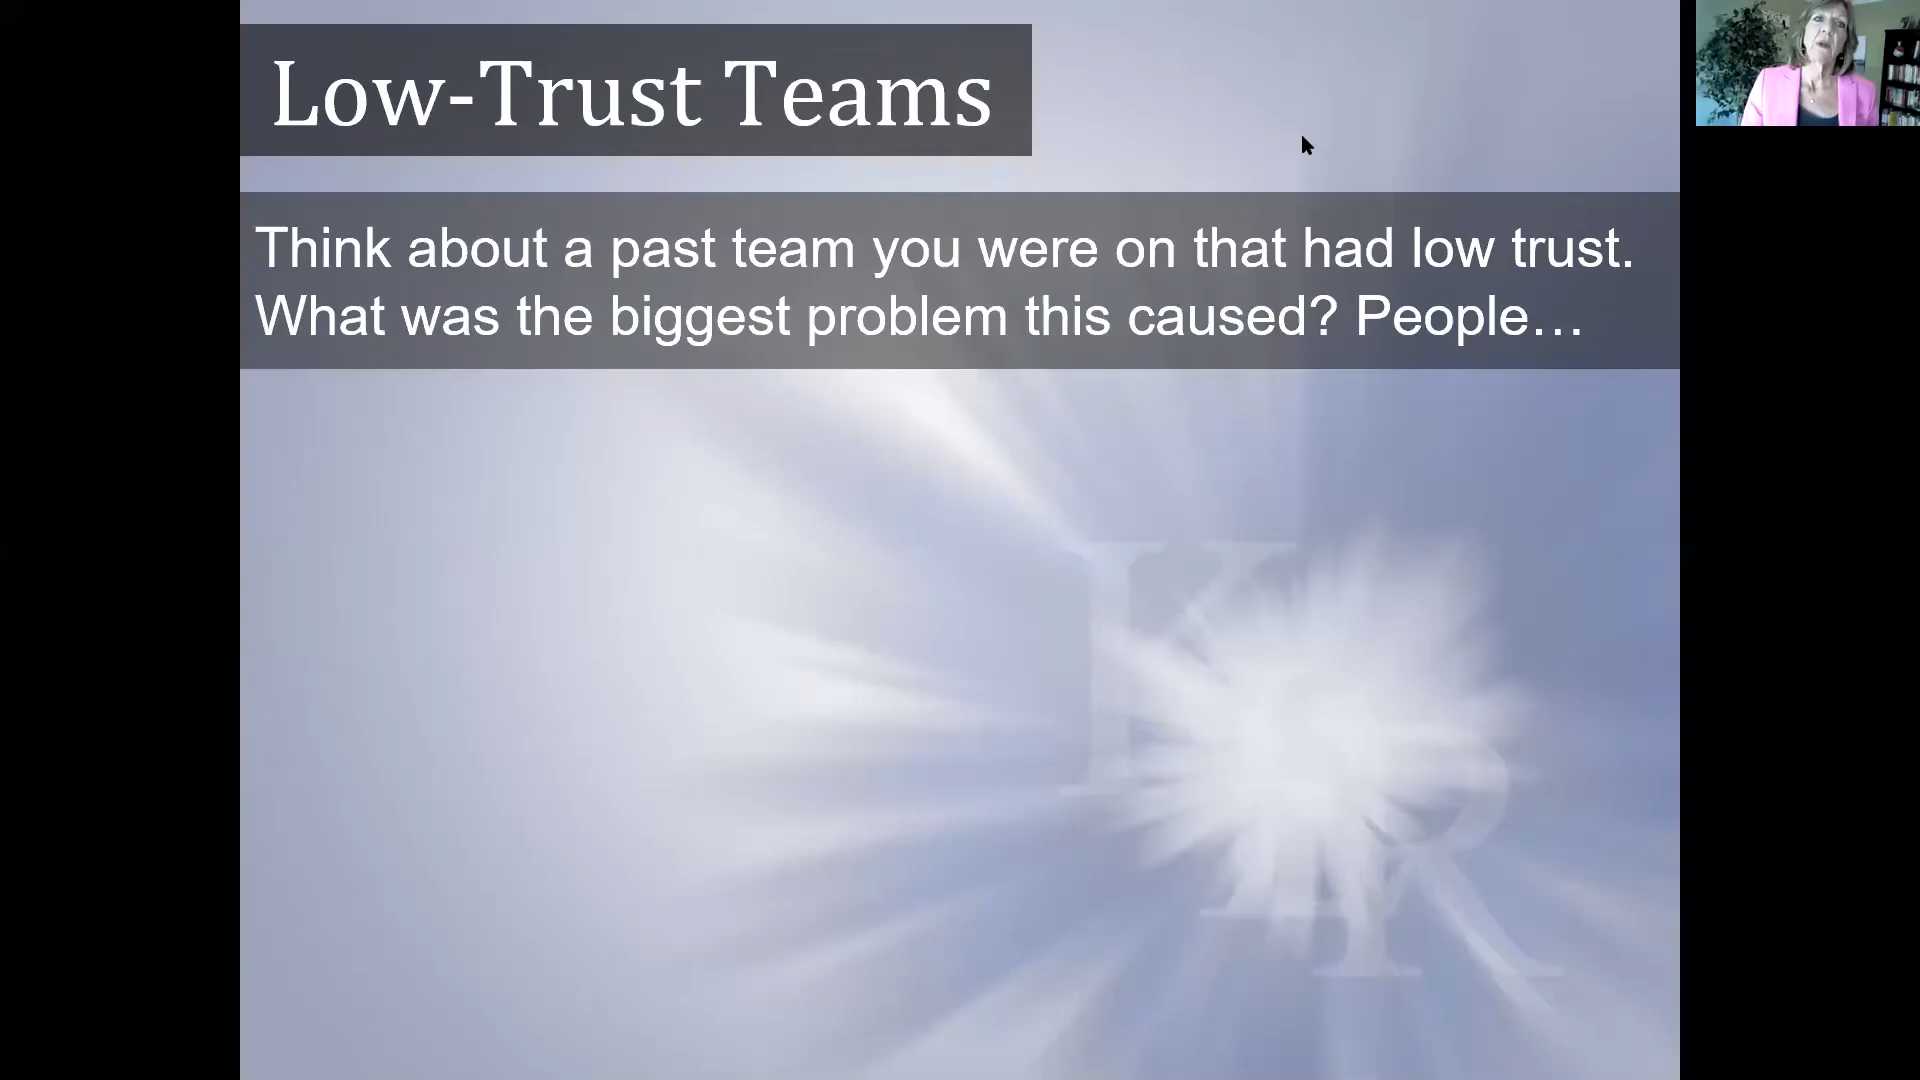 Low-Trust Teams
Think about a past team you were on that had low trust.
What was the biggest problem this caused? People…
K
R